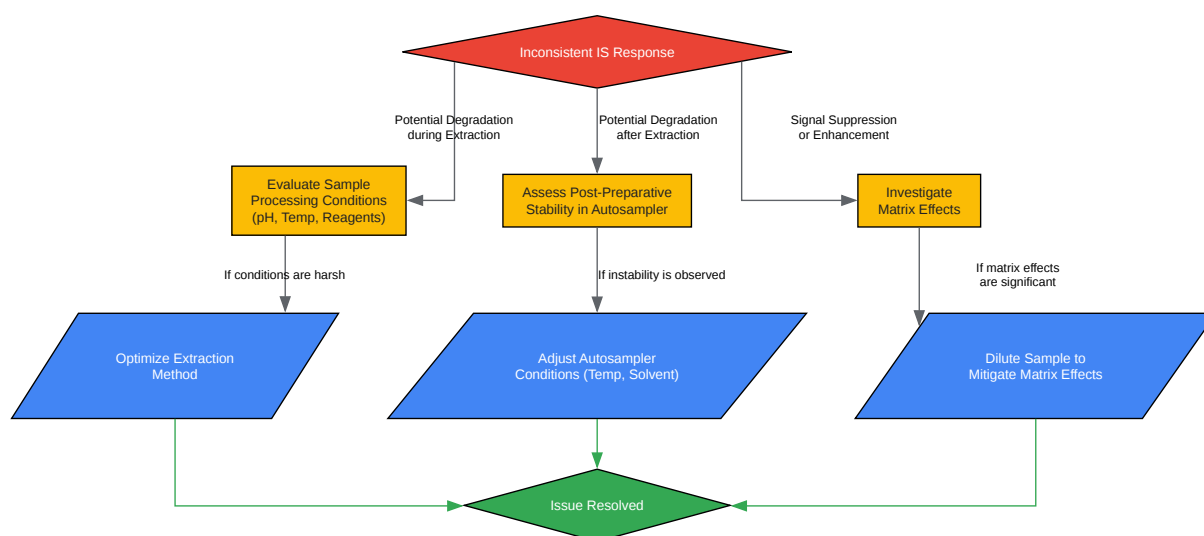 Inconsistent IS Response
Potential Degradation
during Extraction
Potential Degradation
after Extraction
Signal Suppression
or Enhancement
Evaluate Sample
Processing Conditions
(pH, Temp, Reagents)
Assess Post-Preparative
Stability in Autosampler
Investigate
Matrix Effects
If conditions are harsh
If instability is observed
If matrix effects
are significant
Optimize Extraction
Method
Adjust Autosampler
Conditions (Temp, Solvent)
Dilute Sample to
Mitigate Matrix Effects
Issue Resolved